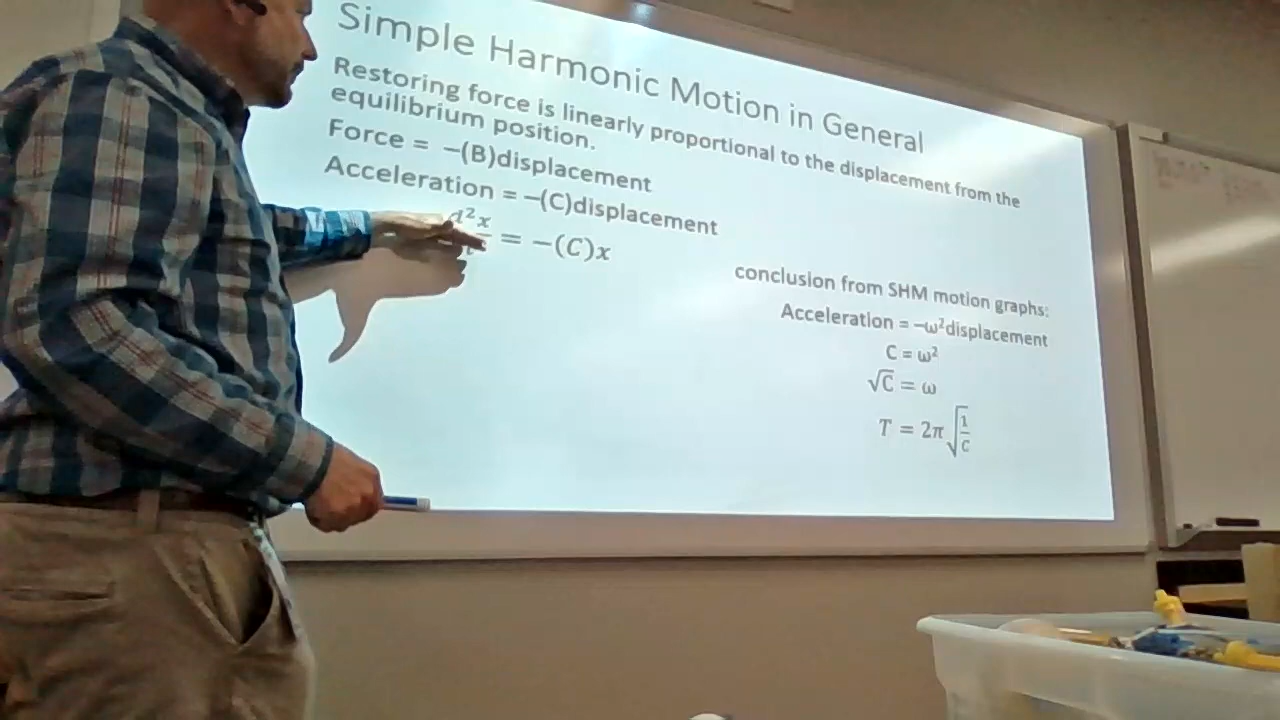 Simple Harmonic Motion in General
Restoring force is linearly proportional to the displacement from the
equilibrium position.
Force = −(B)displacement
Acceleration = −(C)displacement
d²x = −(C)x
conclusion from SHM motion graphs:
Acceleration = −ω²displacement
C = ω²
√C = ω
T = 2π√(1/C)